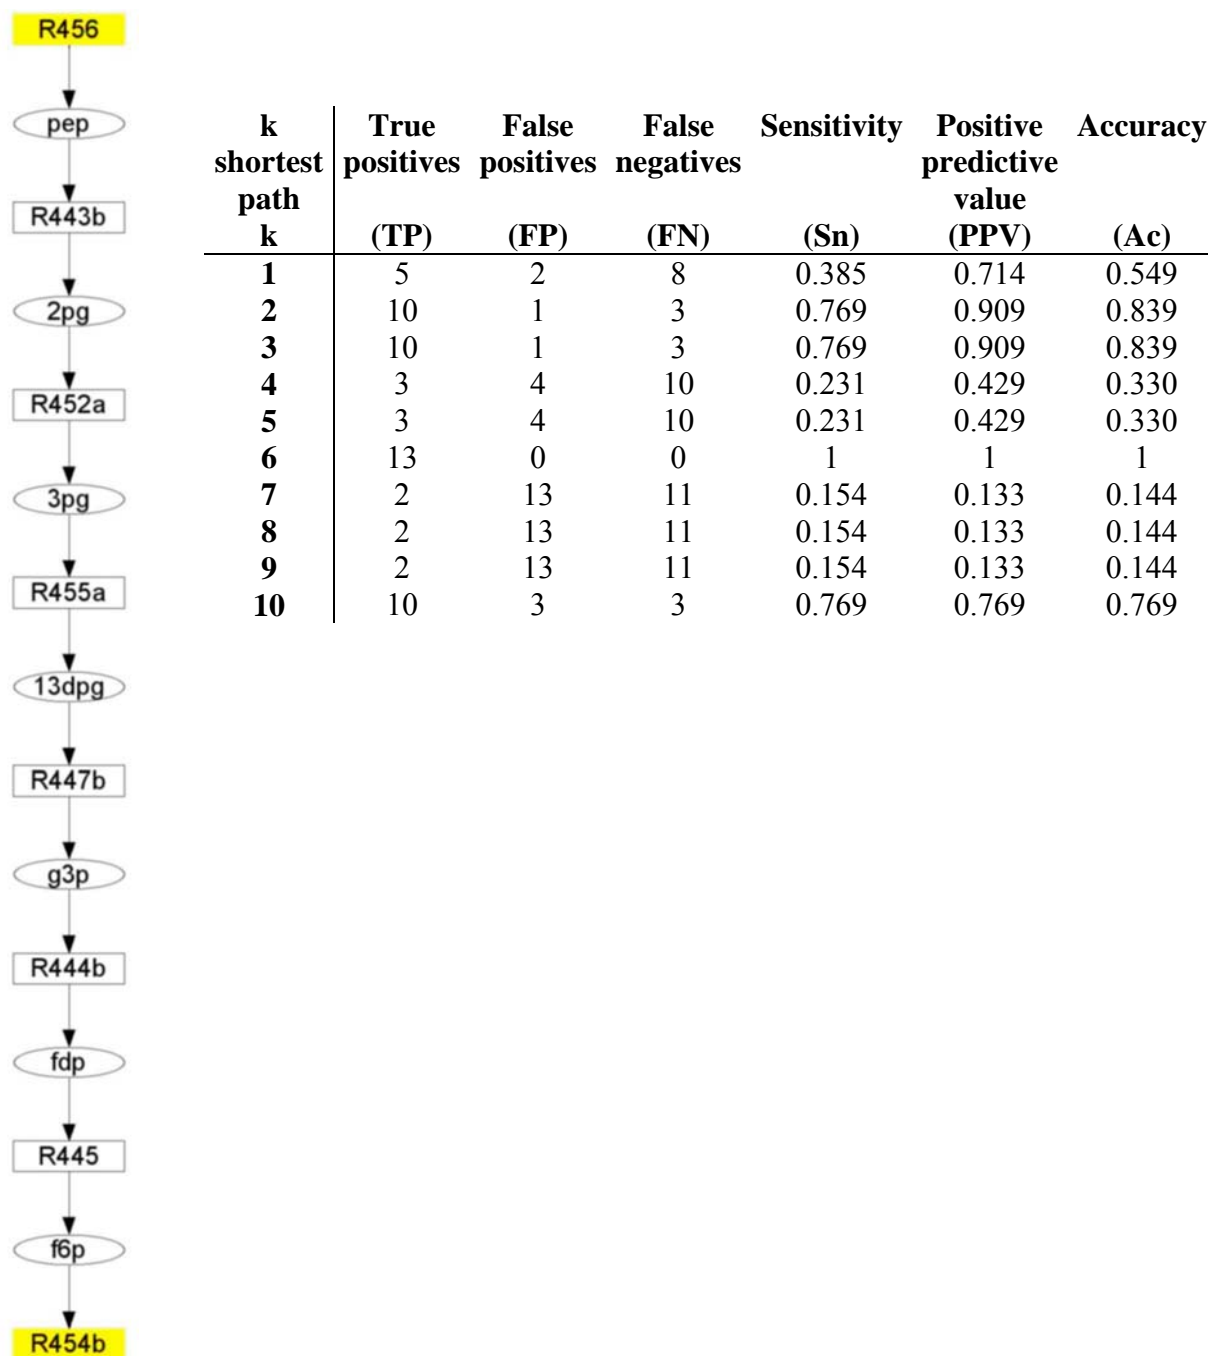 R456
pep
R443b
2pg
R452a
3pg
R455a
13dpg
R447b
g3p
R444b
fdp
R445
f6p
R454b
k True False False Sensitivity Positive Accuracy
shortest positives positives negatives predictive
path value
k (TP) (FP) (FN) (Sn) (PPV) (Ac)
1 5 2 8 0.385 0.714 0.549
2 10 1 3 0.769 0.909 0.839
3 10 1 3 0.769 0.909 0.839
4 3 4 10 0.231 0.429 0.330
5 3 4 10 0.231 0.429 0.330
6 13 0 0 1 1 1
7 2 13 11 0.154 0.133 0.144
8 2 13 11 0.154 0.133 0.144
9 2 13 11 0.154 0.133 0.144
10 10 3 3 0.769 0.769 0.769